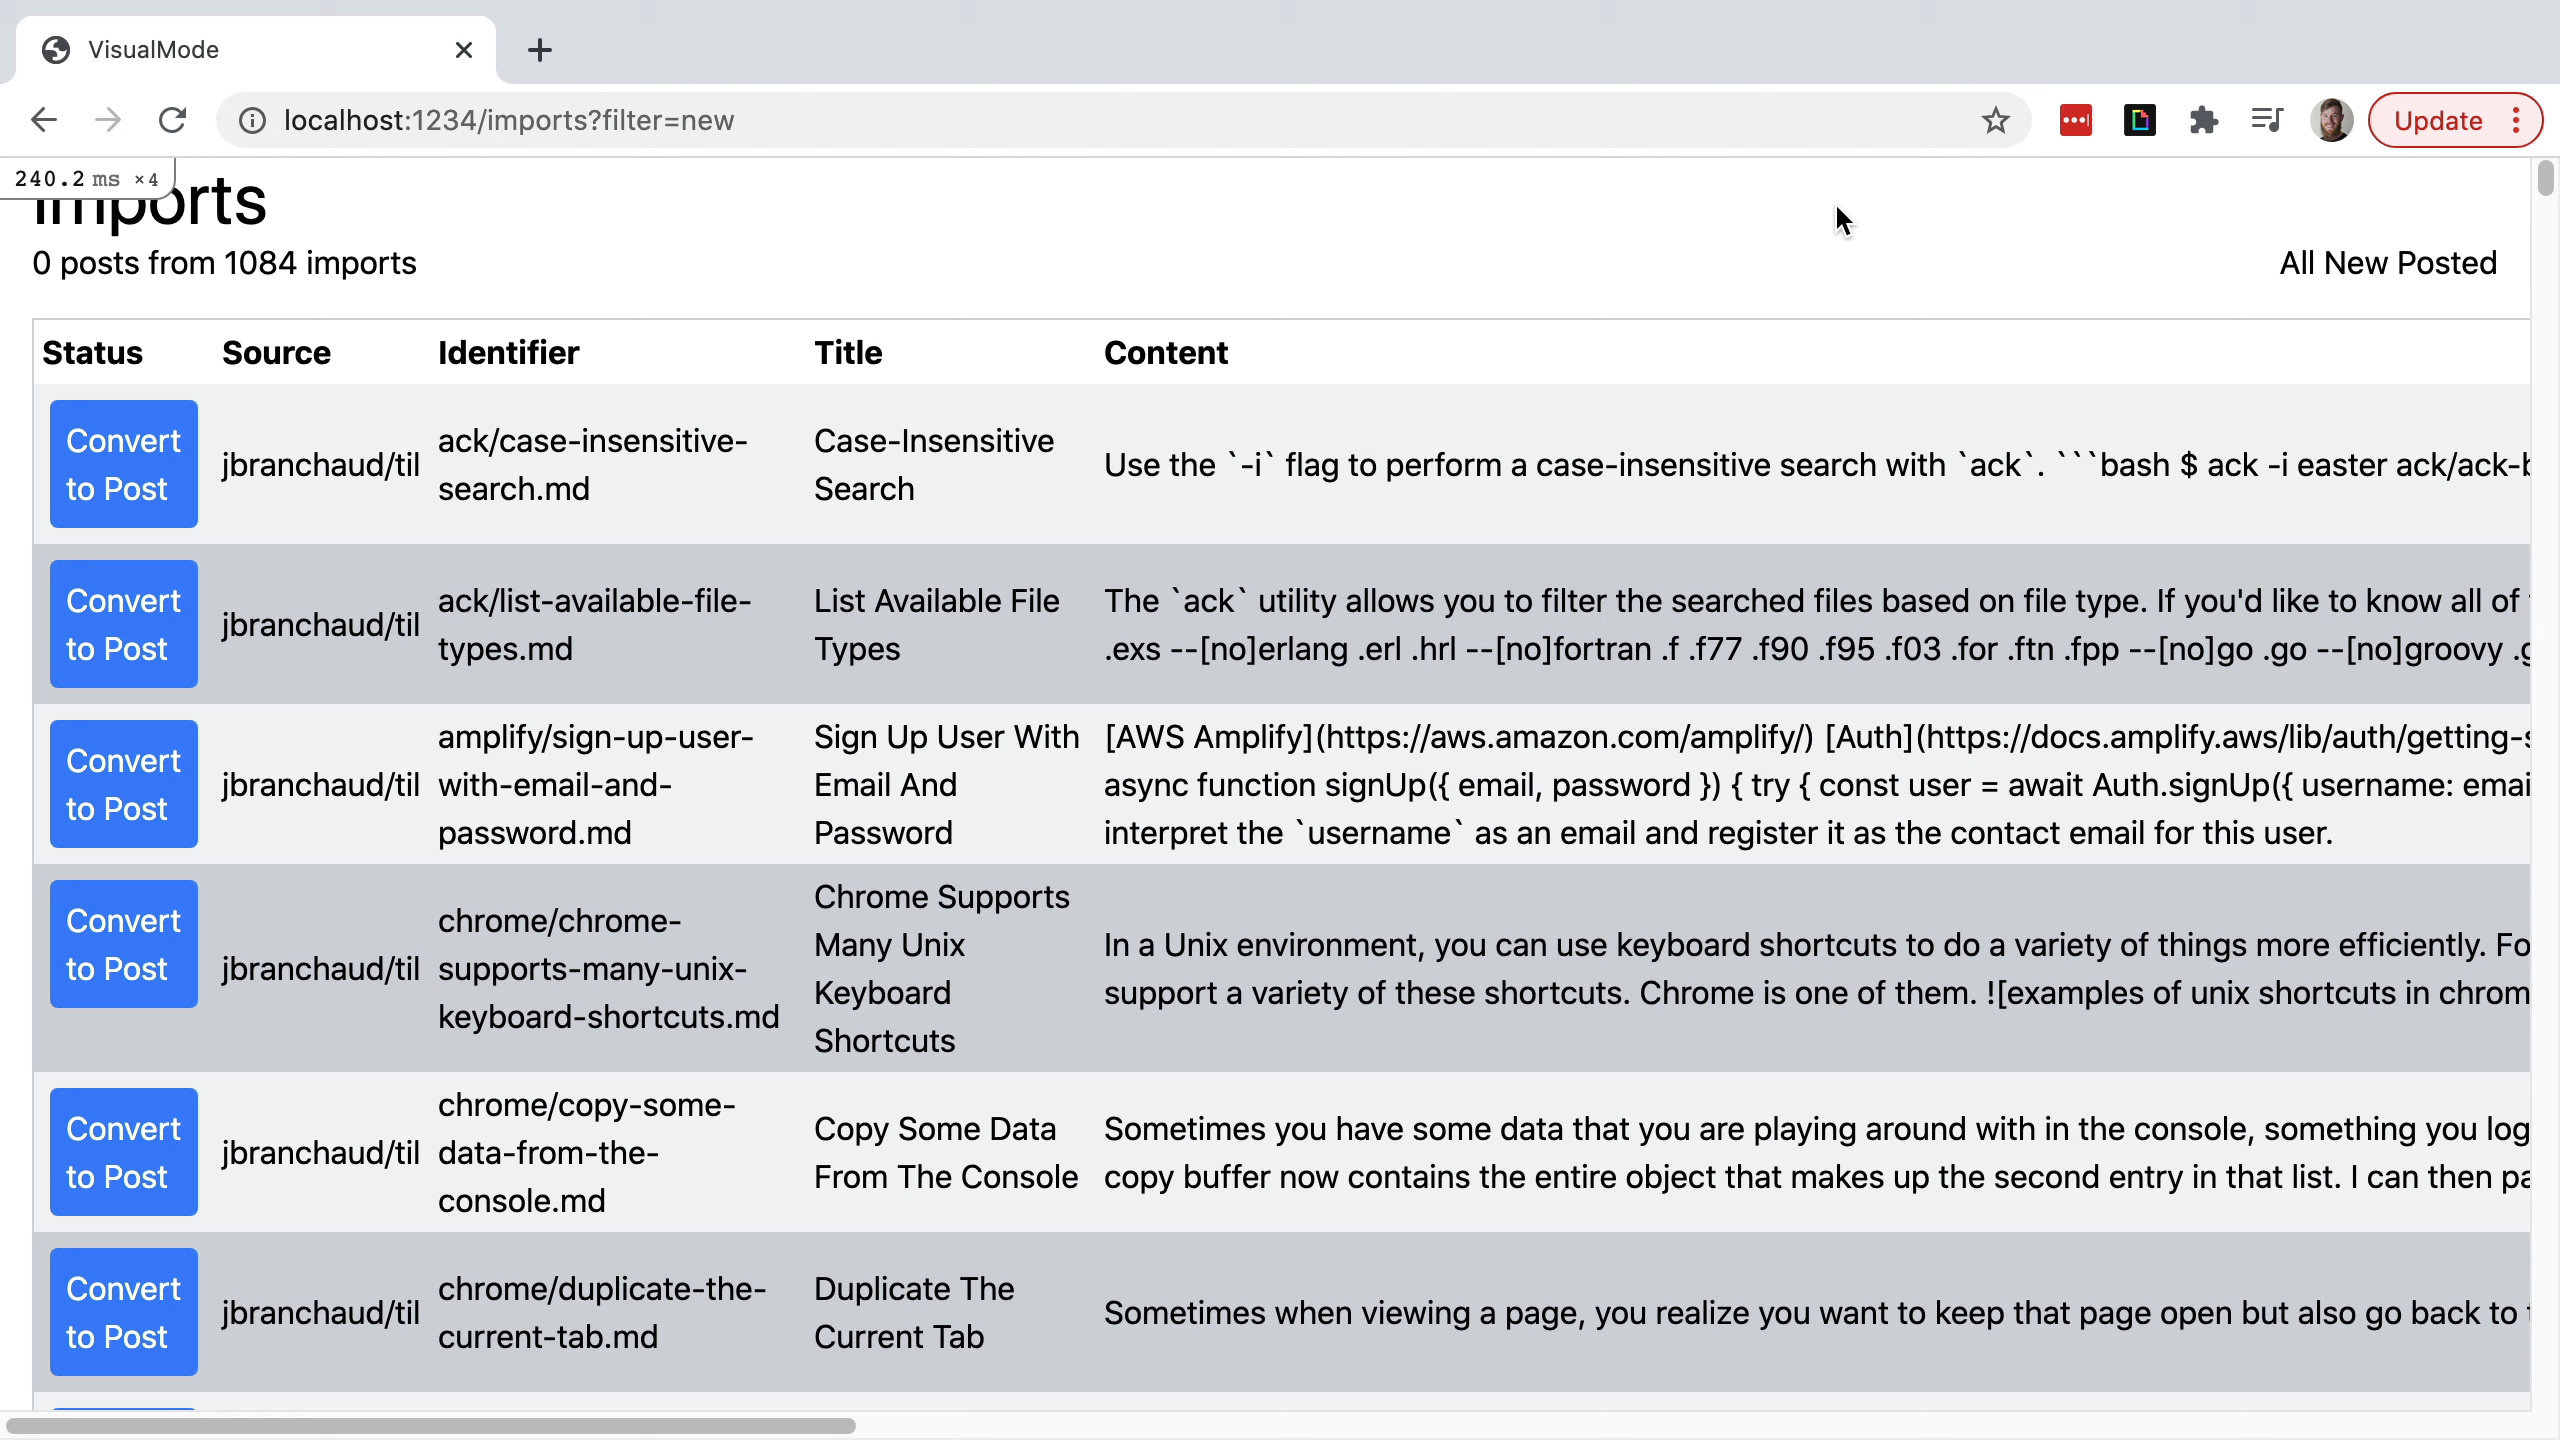 VisualMode
localhost:1234/imports?filter=new
Update
240.2 ms ×4
Imports
0 posts from 1084 imports
All New Posted
Status Source Identifier Title Content
Convert
to Post
jbranchaud/til
ack/case-insensitive-
search.md
Case-Insensitive
Search
Use the `-i` flag to perform a case-insensitive search with `ack`. ```bash $ ack -i easter ack/ack-b
Convert
to Post
jbranchaud/til
ack/list-available-file-
types.md
List Available File
Types
The `ack` utility allows you to filter the searched files based on file type. If you'd like to know all of
.exs --[no]erlang .erl .hrl --[no]fortran .f .f77 .f90 .f95 .f03 .for .ftn .fpp --[no]go .go --[no]groovy .g
Convert
to Post
jbranchaud/til
amplify/sign-up-user-
with-email-and-
password.md
Sign Up User With
Email And
Password
[AWS Amplify](https://aws.amazon.com/amplify/) [Auth](https://docs.amplify.aws/lib/auth/getting-s
async function signUp({ email, password }) { try { const user = await Auth.signUp({ username: emai
interpret the `username` as an email and register it as the contact email for this user.
Convert
to Post
jbranchaud/til
chrome/chrome-
supports-many-unix-
keyboard-shortcuts.md
Chrome Supports
Many Unix
Keyboard
Shortcuts
In a Unix environment, you can use keyboard shortcuts to do a variety of things more efficiently. Fo
support a variety of these shortcuts. Chrome is one of them. ![examples of unix shortcuts in chrom
Convert
to Post
jbranchaud/til
chrome/copy-some-
data-from-the-
console.md
Copy Some Data
From The Console
Sometimes you have some data that you are playing around with in the console, something you log
copy buffer now contains the entire object that makes up the second entry in that list. I can then pa
Convert
to Post
jbranchaud/til
chrome/duplicate-the-
current-tab.md
Duplicate The
Current Tab
Sometimes when viewing a page, you realize you want to keep that page open but also go back to